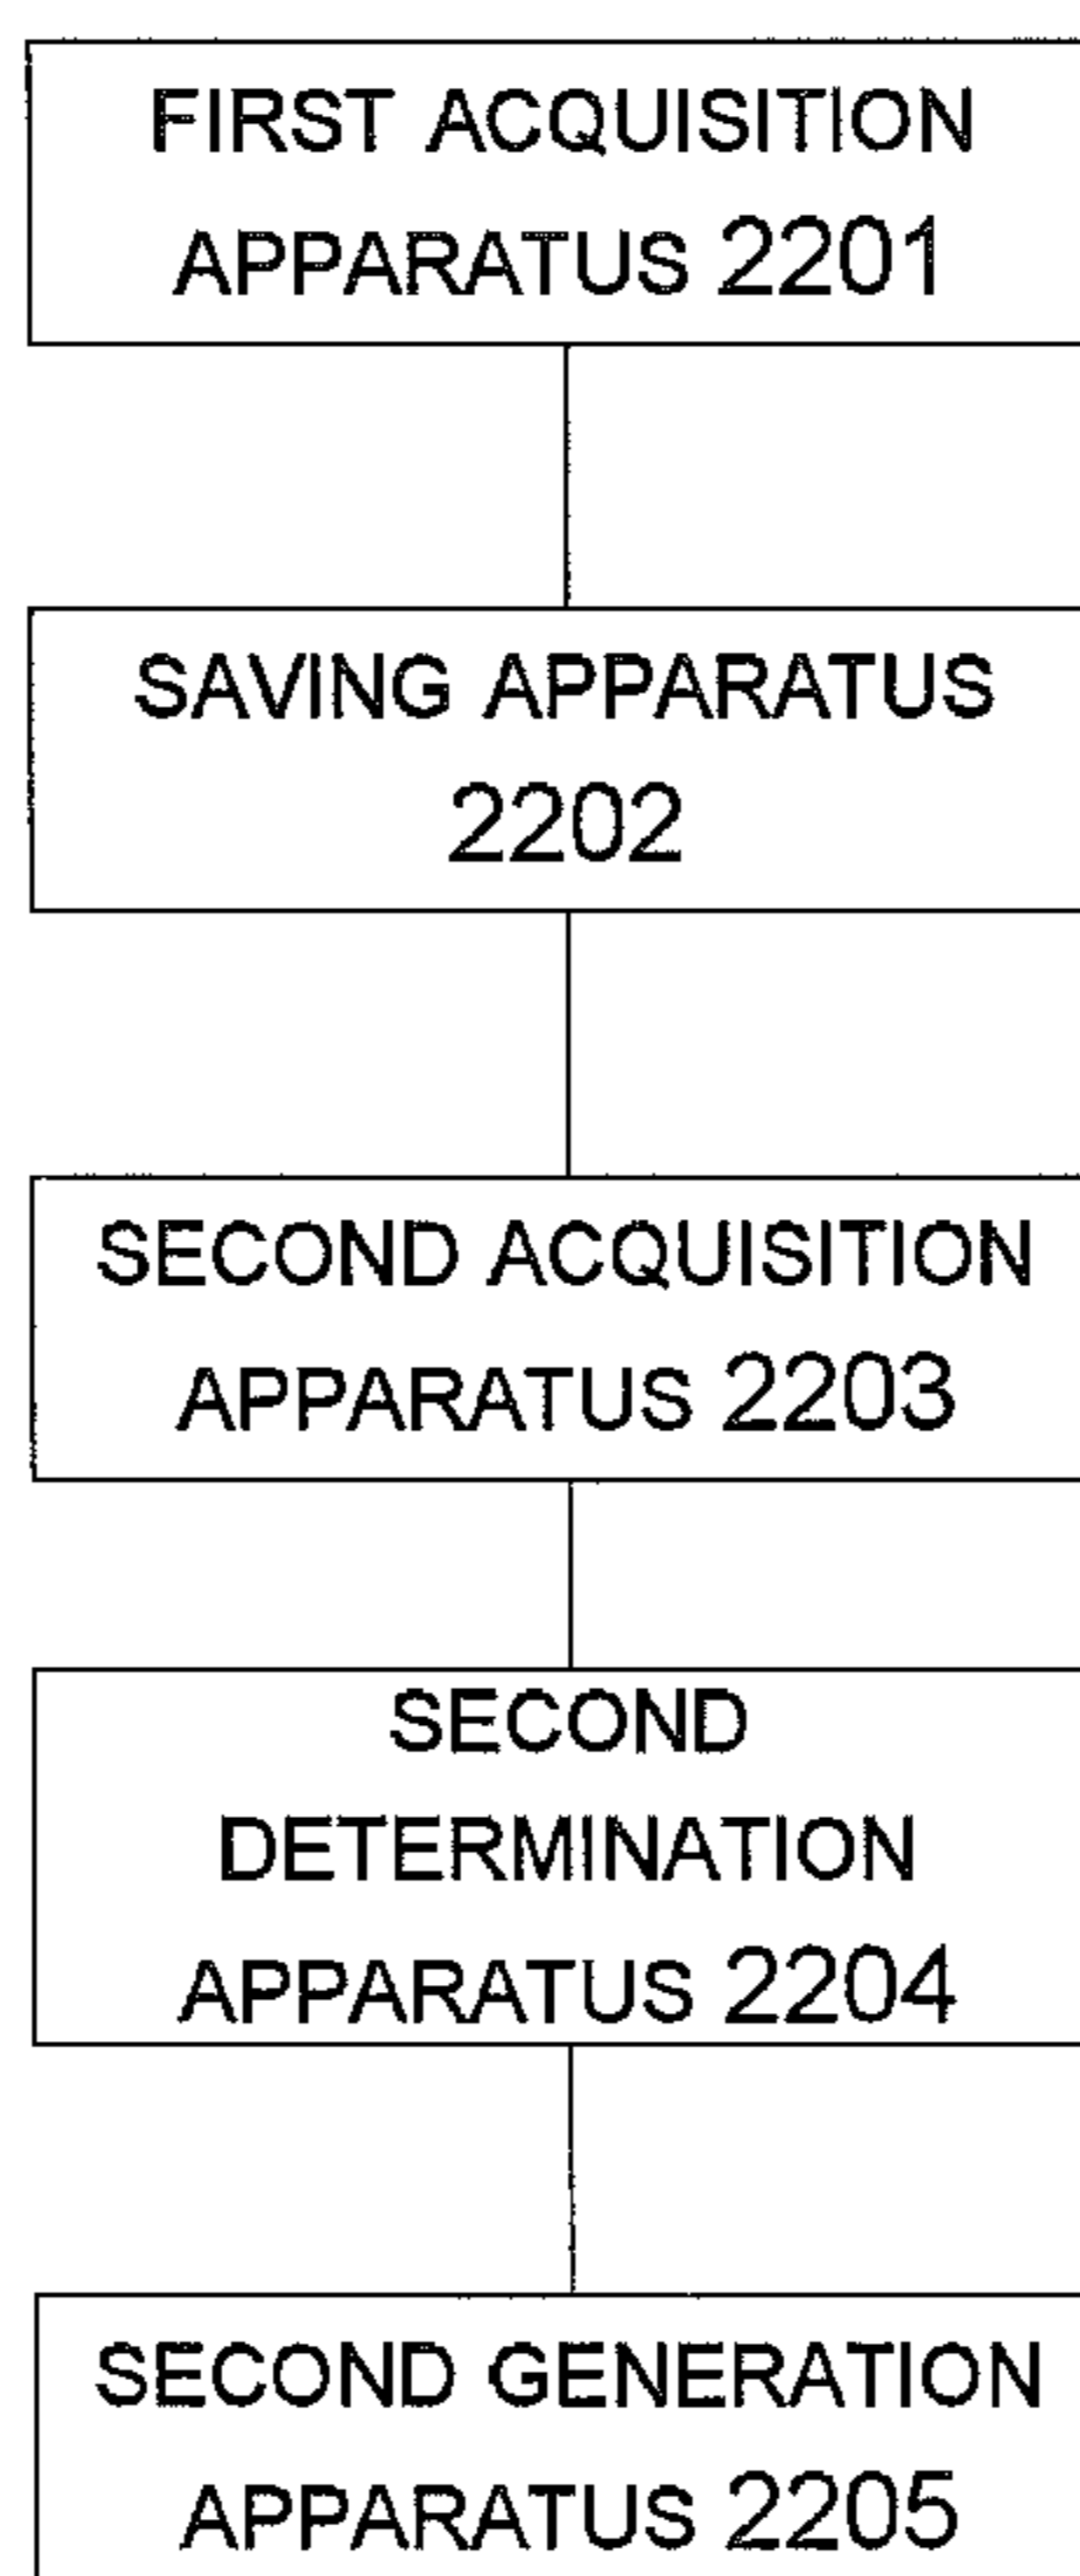 FIRST ACQUISITION
APPARATUS 2201
SAVING APPARATUS
2202
SECOND ACQUISITION
APPARATUS 2203
SECOND
DETERMINATION
APPARATUS 2204
SECOND GENERATION
APPARATUS 2205